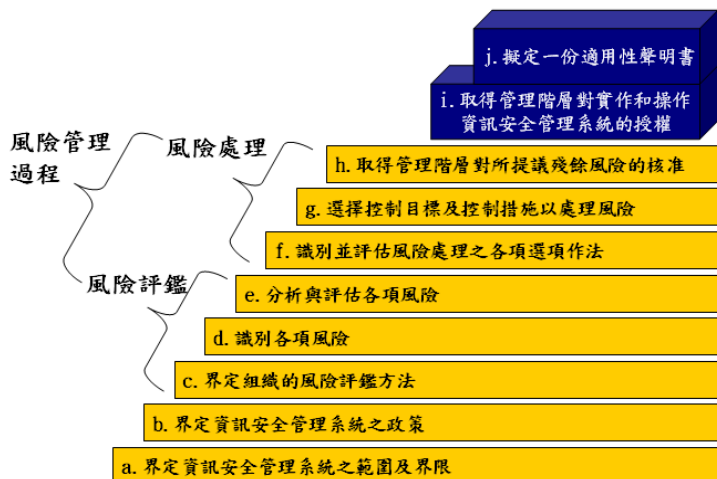 j. 擬定一份適用性聲明書
i. 取得管理階層對實作和操作
資訊安全管理系統的授權
風險管理
過程
風險處理
h. 取得管理階層對所提議殘餘風險的核准
g. 選擇控制目標及控制措施以處理風險
f. 識別並評估風險處理之各項選項作法
風險評鑑
e. 分析與評估各項風險
d. 識別各項風險
c. 界定組織的風險評鑑方法
b. 界定資訊安全管理系統之政策
a. 界定資訊安全管理系統之範圍及界限